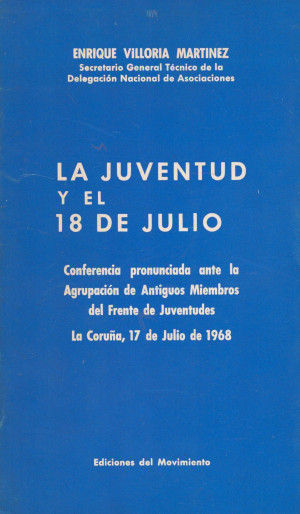 ENRIQUE VILLORIA MARTINEZ
Secretario General Técnico de la
Delegación Nacional de Asociaciones
LA JUVENTUD
Y EL
18 DE JULIO
Conferencia pronunciada ante la
Agrupación de Antiguos Miembros
del Frente de Juventudes
La Coruña, 17 de Julio de 1968
Ediciones del Movimiento